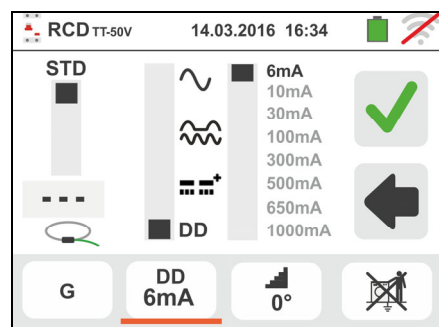 RCD TT-50V 14.03.2016 16:34
STD
DD
6mA
10mA
30mA
100mA
300mA
500mA
650mA
1000mA
G
DD
6mA
0°